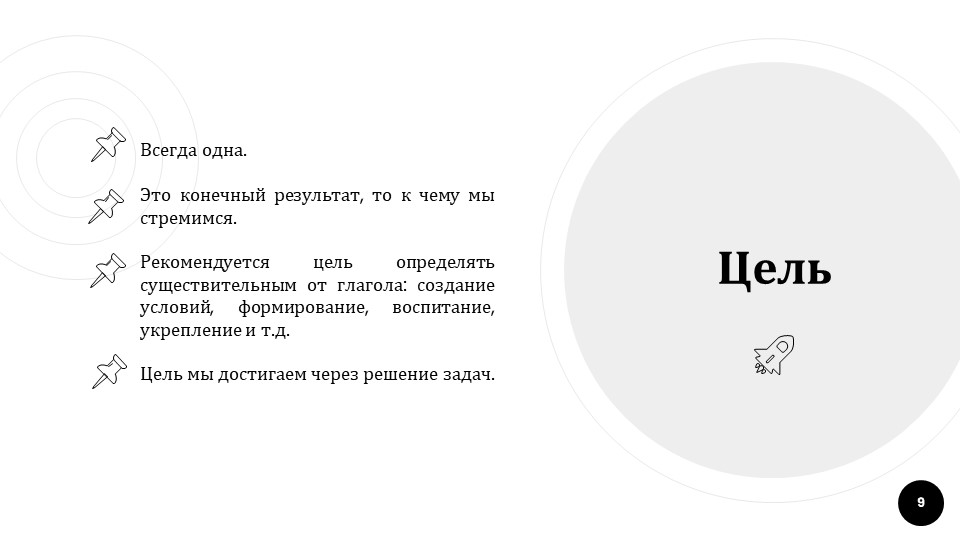 Всегда одна.
Это конечный результат, то к чему мы
стремимся.
Рекомендуется цель определять
существительным от глагола: создание
условий, формирование, воспитание,
укрепление и т.д.
Цель мы достигаем через решение задач.
Цель
9